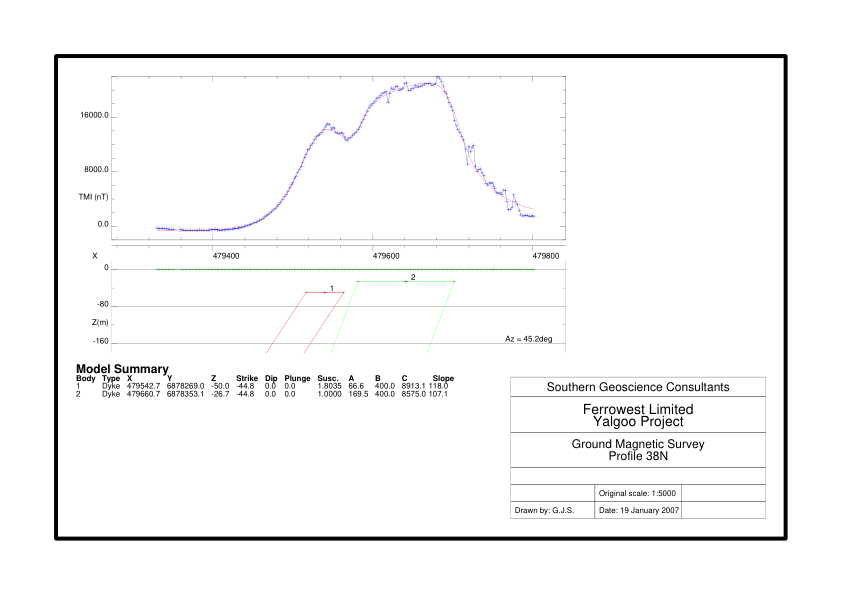 16000.0
8000.0
TMI (nT)
0.0
X 479400 479600 479800
0
1
2
-80
Z(m)
-160
Az = 45.2deg
Model Summary
Body Type X Y Z Strike Dip Plunge Susc. A B C Slope
1 Dyke 479542.7 6878269.0 -50.0 -44.8 0.0 0.0 1.8035 66.6 400.0 8913.1 118.0
2 Dyke 479660.7 6878353.1 -26.7 -44.8 0.0 0.0 1.0000 169.5 400.0 8575.0 107.1
Southern Geoscience Consultants
Ferrowest Limited
Yalgoo Project
Ground Magnetic Survey
Profile 38N
Original scale: 1:5000
Drawn by: G.J.S. Date: 19 January 2007